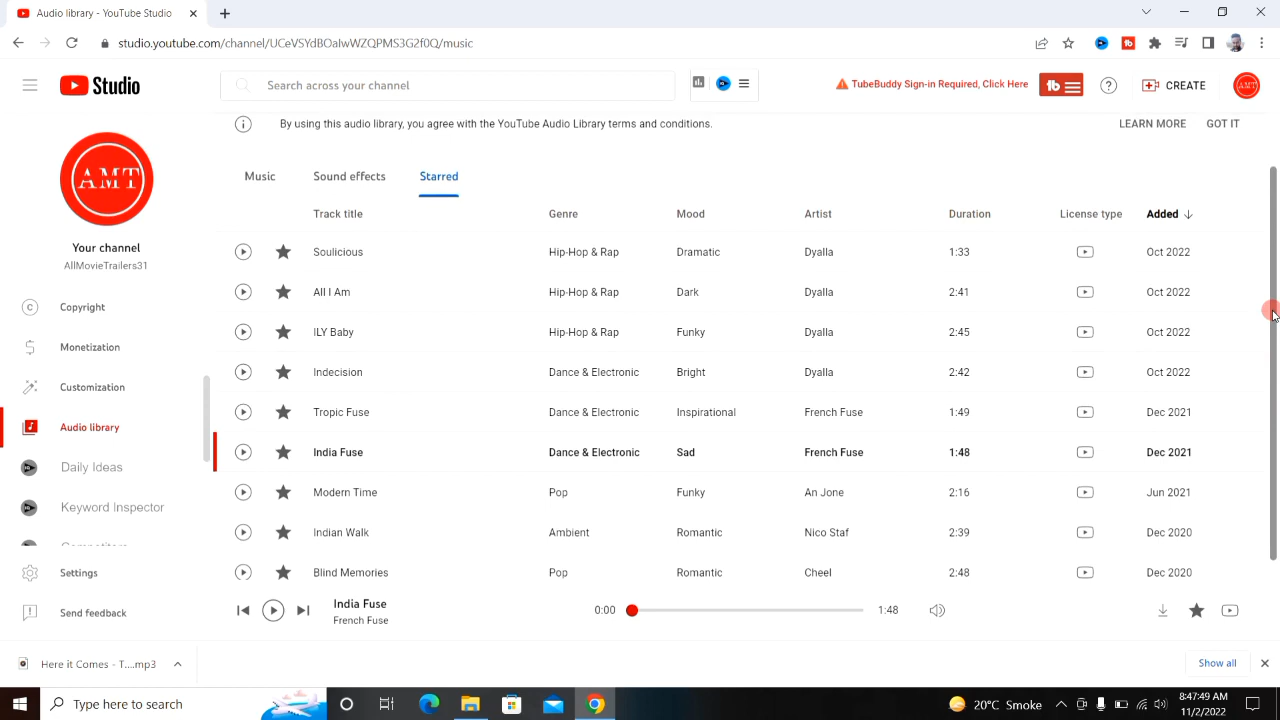 Audio library - YouTube Studio
studio.youtube.com/channel/UCeVSYdBOalwWZQPMS3G2f0Q/music
Studio
Search across your channel
TubeBuddy Sign-in Required, Click Here
tb
CREATE
AMT
By using this audio library, you agree with the YouTube Audio Library terms and conditions.
LEARN MORE
GOT IT
AMT
Your channel
AllMovieTrailers31
Copyright
Monetization
Customization
Audio library
Daily Ideas
Keyword Inspector
Competitors
Settings
Send feedback
Music Sound effects Starred
Track title Genre Mood Artist Duration License type Added
Soulicious Hip-Hop & Rap Dramatic Dyalla 1:33 Oct 2022
All I Am Hip-Hop & Rap Dark Dyalla 2:41 Oct 2022
ILY Baby Hip-Hop & Rap Funky Dyalla 2:45 Oct 2022
Indecision Dance & Electronic Bright Dyalla 2:42 Oct 2022
Tropic Fuse Dance & Electronic Inspirational French Fuse 1:49 Dec 2021
India Fuse Dance & Electronic Sad French Fuse 1:48 Dec 2021
Modern Time Pop Funky An Jone 2:16 Jun 2021
Indian Walk Ambient Romantic Nico Staf 2:39 Dec 2020
Blind Memories Pop Romantic Cheel 2:48 Dec 2020
India Fuse
French Fuse
0:00
1:48
Here it Comes - T....mp3
Show all
Type here to search
20°C Smoke
8:47:49 AM
11/2/2022